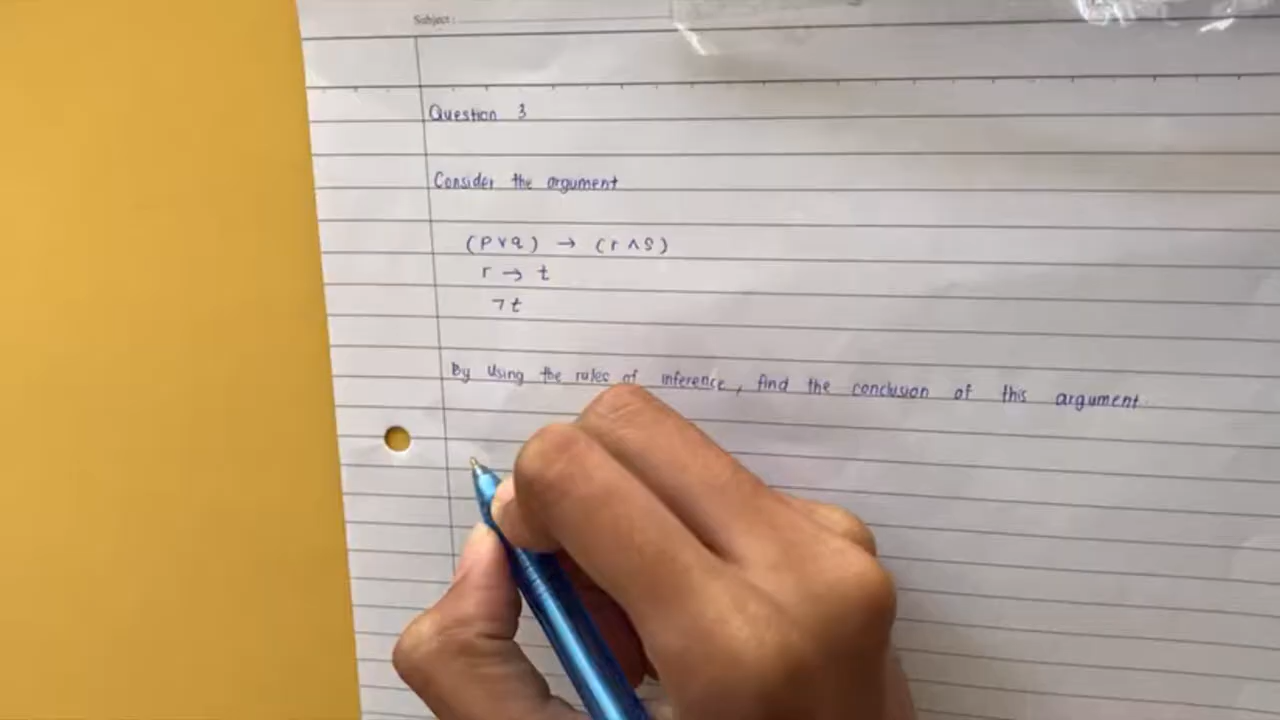 Subject :
Question 3
Consider the argument
(p ∨ q) → (r ∧ s)
r → t
¬ t
By using the rules of inference, find the conclusion of this argument